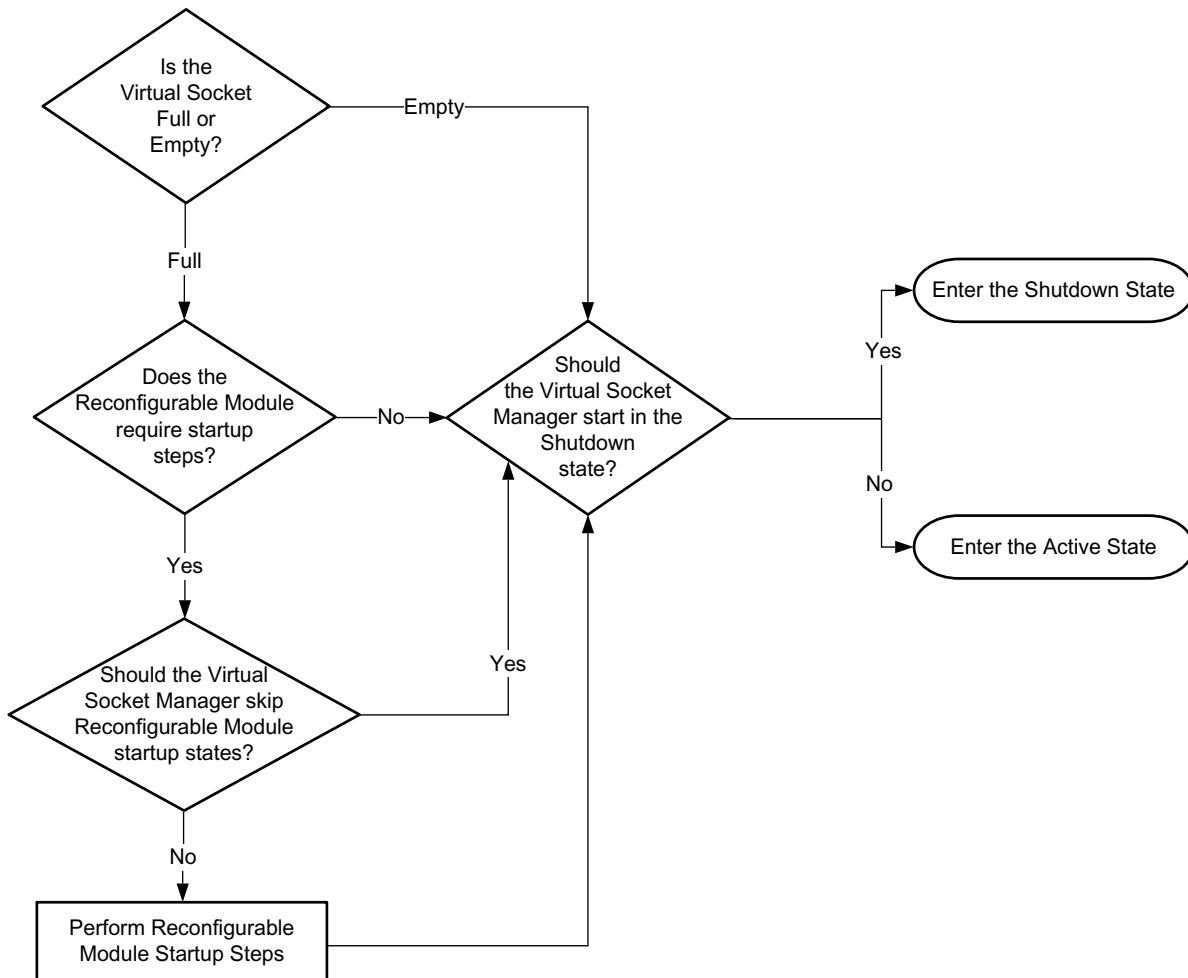 Is the
Virtual Socket
Full or
Empty?
Empty
Full
Does the
Reconfigurable Module
require startup
steps?
No
Should
the Virtual Socket
Manager start in the
Shutdown
state?
Yes
Enter the Shutdown State
No
Enter the Active State
Yes
Should the Virtual
Socket Manager skip
Reconfigurable Module
startup states?
Yes
No
Perform Reconfigurable
Module Startup Steps